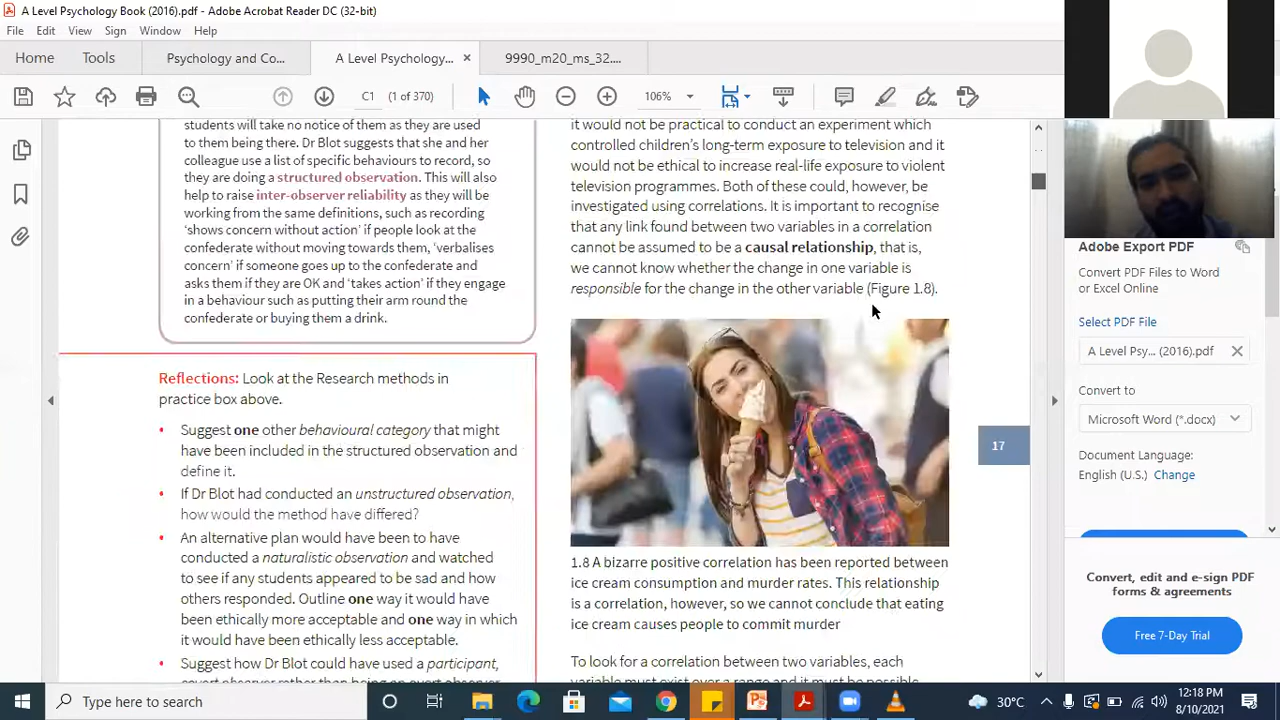 A Level Psychology Book (2016).pdf - Adobe Acrobat Reader DC (32-bit)
File Edit View Sign Window Help
Home Tools Psychology and Co... A Level Psychology... × 9990_m20_ms_32....
C1 (1 of 370) 106%
students will take no notice of them as they are used
to them being there. Dr Blot suggests that she and her
colleague use a list of specific behaviours to record, so
they are doing a structured observation. This will also
help to raise inter-observer reliability as they will be
working from the same definitions, such as recording
‘shows concern without action’ if people look at the
confederate without moving towards them, ‘verbalises
concern’ if someone goes up to the confederate and
asks them if they are OK and ‘takes action’ if they engage
in a behaviour such as putting their arm round the
confederate or buying them a drink.
Reflections: Look at the Research methods in
practice box above.
• Suggest one other behavioural category that might
have been included in the structured observation and
define it.
• If Dr Blot had conducted an unstructured observation,
how would the method have differed?
• An alternative plan would have been to have
conducted a naturalistic observation and watched
to see if any students appeared to be sad and how
others responded. Outline one way it would have
been ethically more acceptable and one way in which
it would have been ethically less acceptable.
• Suggest how Dr Blot could have used a participant,
covert observer rather than being an overt observer
it would not be practical to conduct an experiment which
controlled children’s long-term exposure to television and it
would not be ethical to increase real-life exposure to violent
television programmes. Both of these could, however, be
investigated using correlations. It is important to recognise
that any link found between two variables in a correlation
cannot be assumed to be a causal relationship, that is,
we cannot know whether the change in one variable is
responsible for the change in the other variable (Figure 1.8).
1.8 A bizarre positive correlation has been reported between
ice cream consumption and murder rates. This relationship
is a correlation, however, so we cannot conclude that eating
ice cream causes people to commit murder
To look for a correlation between two variables, each
variable must exist over a range and it must be possible
17
Adobe Export PDF
Convert PDF Files to Word
or Excel Online
Select PDF File
A Level Psy... (2016).pdf
Convert to
Microsoft Word (*.docx)
Document Language:
English (U.S.) Change
Convert, edit and e-sign PDF
forms & agreements
Free 7-Day Trial
Type here to search
30°C
12:18 PM
8/10/2021